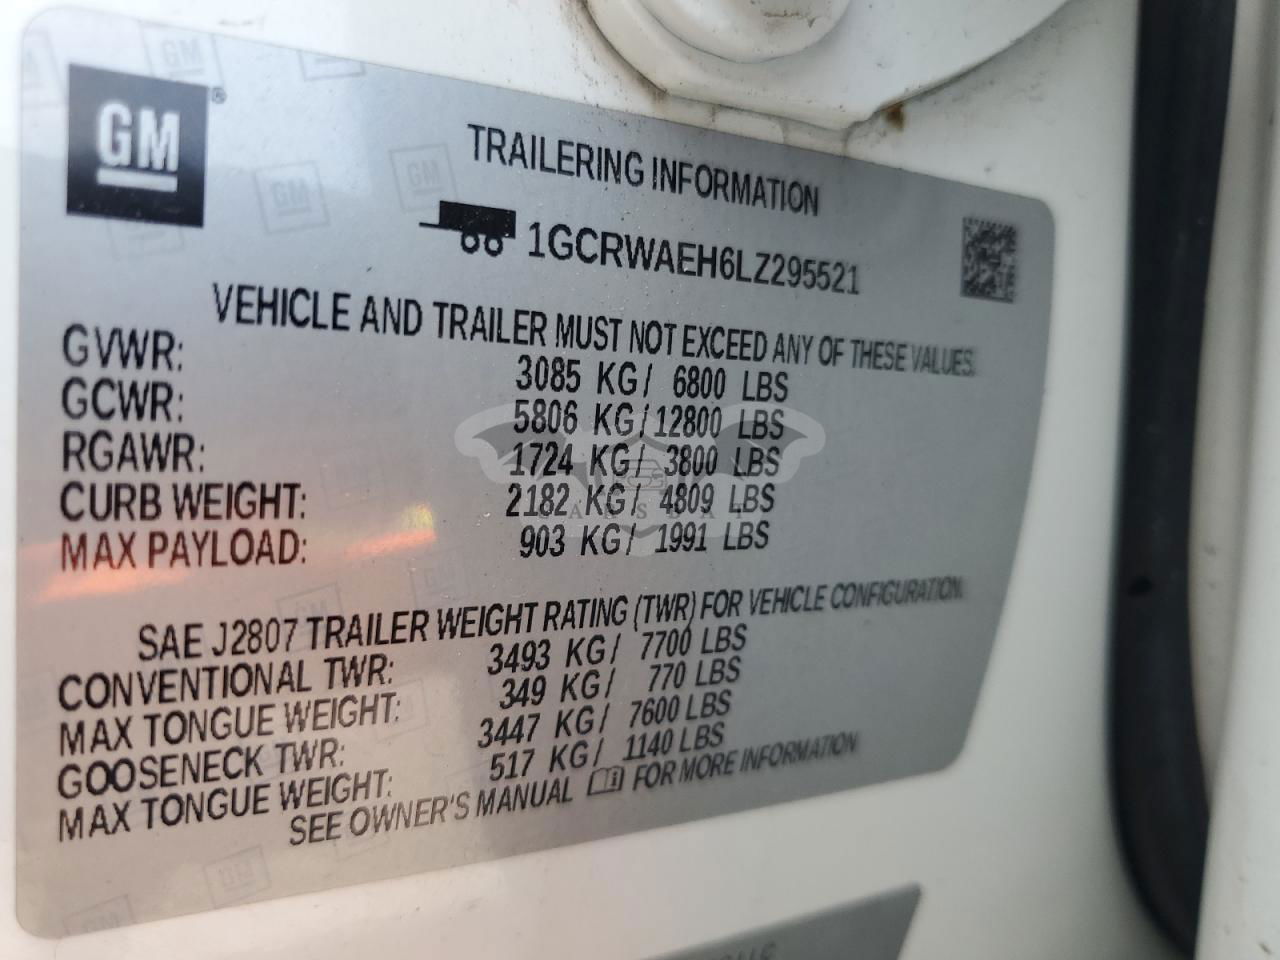 GM
TRAILERING INFORMATION
1GCRWAEH6LZ295521
VEHICLE AND TRAILER MUST NOT EXCEED ANY OF THESE VALUES.
GVWR: 3085 KG/ 6800 LBS
GCWR: 5806 KG/12800 LBS
RGAWR: 1724 KG/ 3800 LBS
CURB WEIGHT: 2182 KG/ 4809 LBS
MAX PAYLOAD: 903 KG/ 1991 LBS
SAE J2807 TRAILER WEIGHT RATING (TWR) FOR VEHICLE CONFIGURATION.
CONVENTIONAL TWR: 3493 KG/ 7700 LBS
MAX TONGUE WEIGHT: 349 KG/ 770 LBS
GOOSENECK TWR: 3447 KG/ 7600 LBS
MAX TONGUE WEIGHT: 517 KG/ 1140 LBS
SEE OWNER'S MANUAL FOR MORE INFORMATION